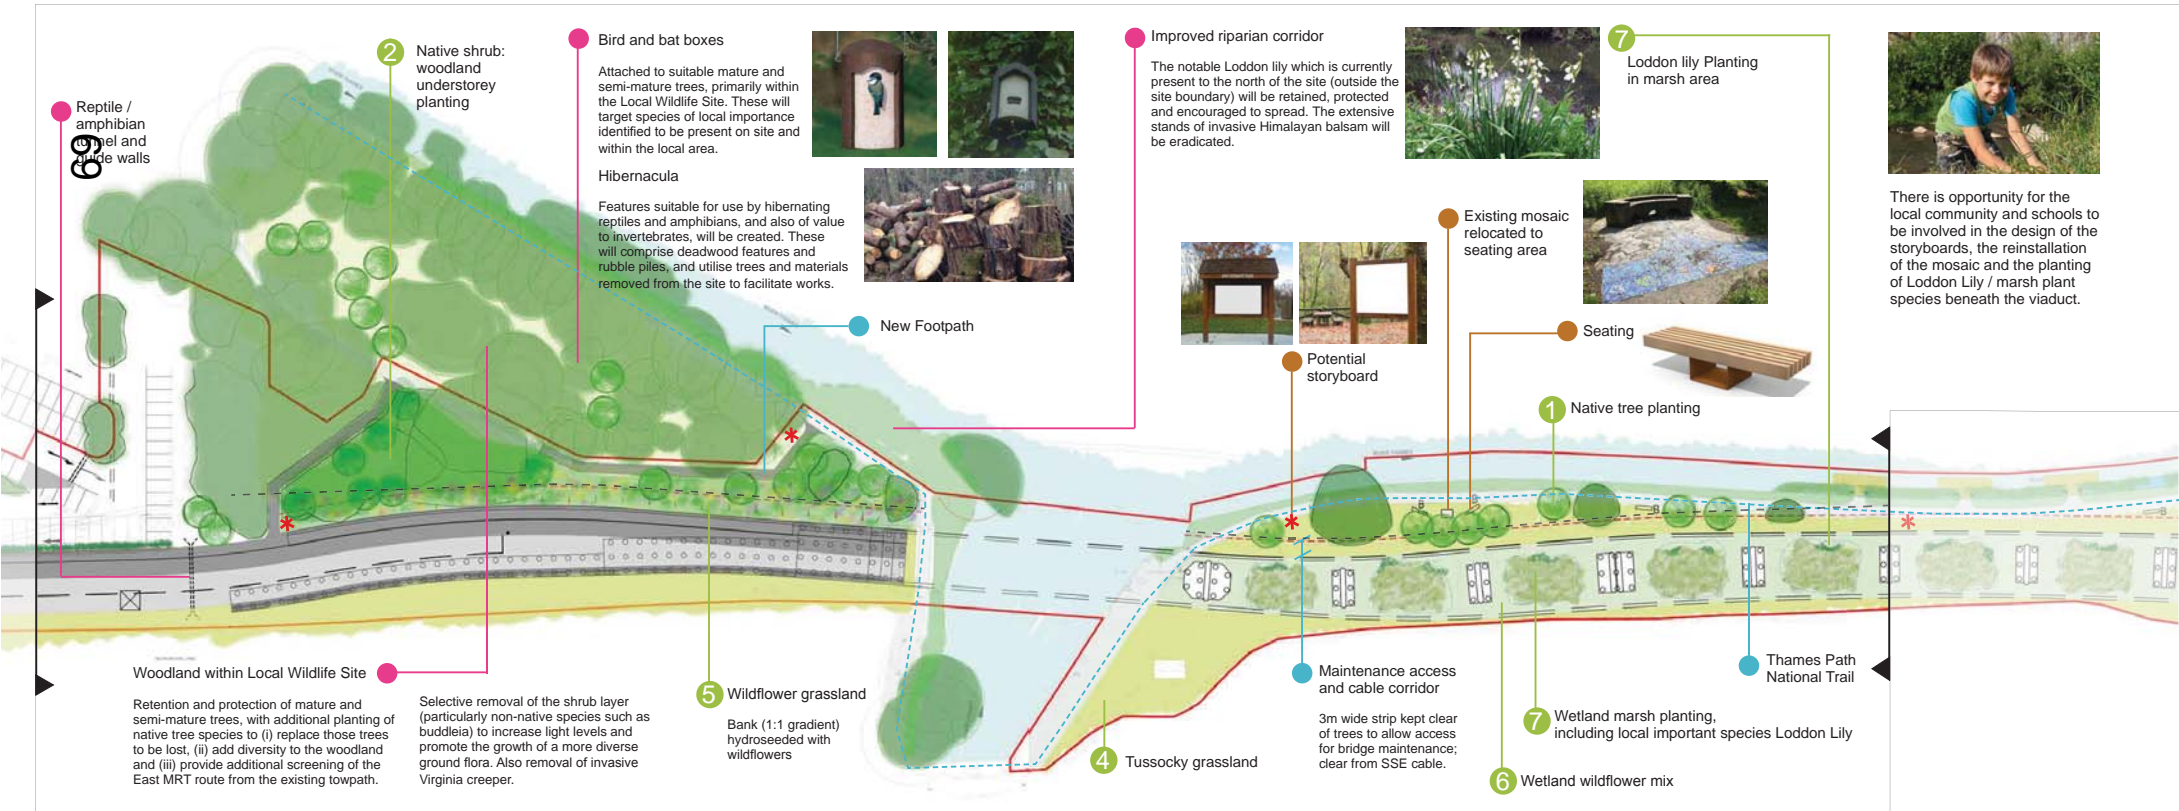 Reptile /
amphibian
tunnel and
guide walls
69
2
Native shrub:
woodland
understorey
planting
Bird and bat boxes
Attached to suitable mature and
semi-mature trees, primarily within
the Local Wildlife Site. These will
target species of local importance
identified to be present on site and
within the local area.
Hibernacula
Features suitable for use by hibernating
reptiles and amphibians, and also of value
to invertebrates, will be created. These
will comprise deadwood features and
rubble piles, and utilise trees and materials
removed from the site to facilitate works.
New Footpath
Improved riparian corridor
The notable Loddon lily which is currently
present to the north of the site (outside the
site boundary) will be retained, protected
and encouraged to spread. The extensive
stands of invasive Himalayan balsam will
be eradicated.
7
Loddon lily Planting
in marsh area
There is opportunity for the
local community and schools to
be involved in the design of the
storyboards, the reinstallation
of the mosaic and the planting
of Loddon Lily / marsh plant
species beneath the viaduct.
Existing mosaic
relocated to
seating area
Seating
Potential
storyboard
1
Native tree planting
Woodland within Local Wildlife Site
Retention and protection of mature and
semi-mature trees, with additional planting of
native tree species to (i) replace those trees
to be lost, (ii) add diversity to the woodland
and (iii) provide additional screening of the
East MRT route from the existing towpath.
Selective removal of the shrub layer
(particularly non-native species such as
buddleia) to increase light levels and
promote the growth of a more diverse
ground flora. Also removal of invasive
Virginia creeper.
5
Wildflower grassland
Bank (1:1 gradient)
hydroseeded with
wildflowers
4
Tussocky grassland
Maintenance access
and cable corridor
3m wide strip kept clear
of trees to allow access
for bridge maintenance;
clear from SSE cable.
7
Wetland marsh planting,
including local important species Loddon Lily
6
Wetland wildflower mix
Thames Path
National Trail